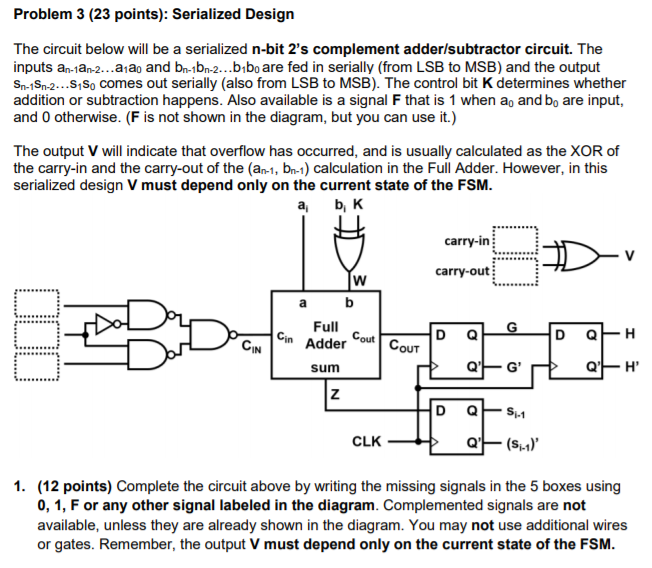 Problem 3 (23 points): Serialized Design
The circuit below will be a serialized n-bit 2's complement adder/subtractor circuit. The
inputs aₙ₋₁aₙ₋₂…a₁a₀ and bₙ₋₁bₙ₋₂…b₁b₀ are fed in serially (from LSB to MSB) and the output
Sₙ₋₁Sₙ₋₂…S₁S₀ comes out serially (also from LSB to MSB). The control bit K determines whether
addition or subtraction happens. Also available is a signal F that is 1 when a₀ and b₀ are input,
and 0 otherwise. (F is not shown in the diagram, but you can use it.)
The output V will indicate that overflow has occurred, and is usually calculated as the XOR of
the carry-in and the carry-out of the (aₙ₋₁, bₙ₋₁) calculation in the Full Adder. However, in this
serialized design V must depend only on the current state of the FSM.
aᵢ bᵢ K
carry-in
V
carry-out
W
a b
Full
Cin Adder Cout
CIN COUT
sum
D Q G D Q H
Q' G' Q' H'
Z
D Q Sᵢ₋₁
CLK Q' (Sᵢ₋₁)'
1. (12 points) Complete the circuit above by writing the missing signals in the 5 boxes using
0, 1, F or any other signal labeled in the diagram. Complemented signals are not
available, unless they are already shown in the diagram. You may not use additional wires
or gates. Remember, the output V must depend only on the current state of the FSM.